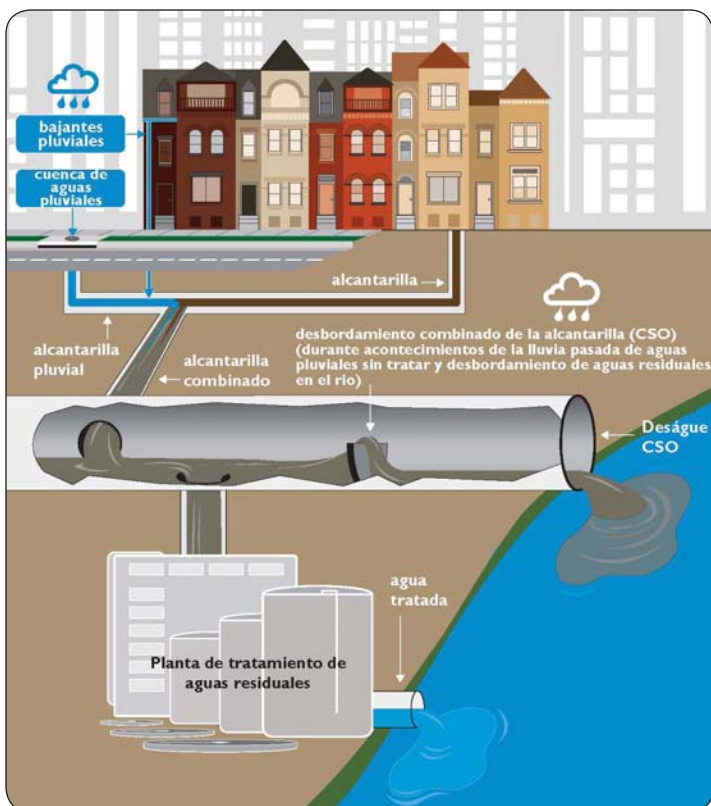 bajantes
pluviales
cuenca de
aguas
pluviales
alcantarilla
alcantarilla
pluvial
alcantarilla
combinado
desbordamiento combinado de la alcantarilla (CSO)
(durante acontecimientos de la lluvia pasada de aguas
pluviales sin tratar y desbordamiento de aguas residuales
en el rio)
Deságue
CSO
agua
tratada
Planta de tratamiento de
aguas residuales